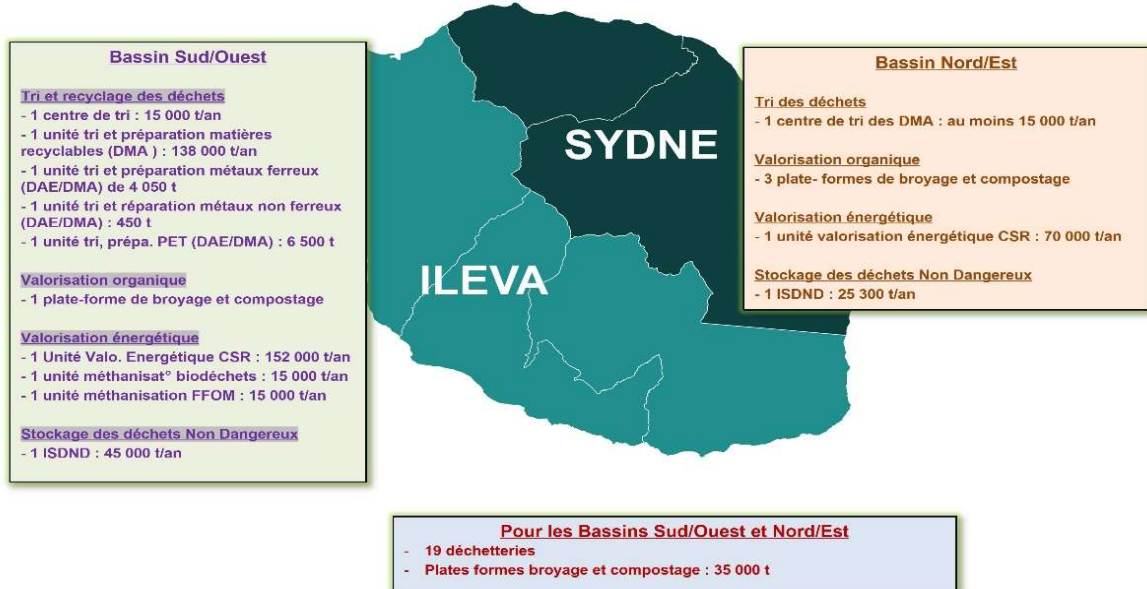 Bassin Sud/Ouest
Tri et recyclage des déchets
- 1 centre de tri : 15 000 t/an
- 1 unité tri et préparation matières
recyclables (DMA ) : 138 000 t/an
- 1 unité tri et préparation métaux ferreux
(DAE/DMA) de 4 050 t
- 1 unité tri et réparation métaux non ferreux
(DAE/DMA) : 450 t
- 1 unité tri, prépa. PET (DAE/DMA) : 6 500 t
Valorisation organique
- 1 plate-forme de broyage et compostage
Valorisation énergétique
- 1 Unité Valo. Energétique CSR : 152 000 t/an
- 1 unité méthanisat° biodéchets : 15 000 t/an
- 1 unité méthanisation FFOM : 15 000 t/an
Stockage des déchets Non Dangereux
- 1 ISDND : 45 000 t/an
SYDNE
ILEVA
Bassin Nord/Est
Tri des déchets
- 1 centre de tri des DMA : au moins 15 000 t/an
Valorisation organique
- 3 plate- formes de broyage et compostage
Valorisation énergétique
- 1 unité valorisation énergétique CSR : 70 000 t/an
Stockage des déchets Non Dangereux
- 1 ISDND : 25 300 t/an
Pour les Bassins Sud/Ouest et Nord/Est
- 19 déchetteries
- Plates formes broyage et compostage : 35 000 t